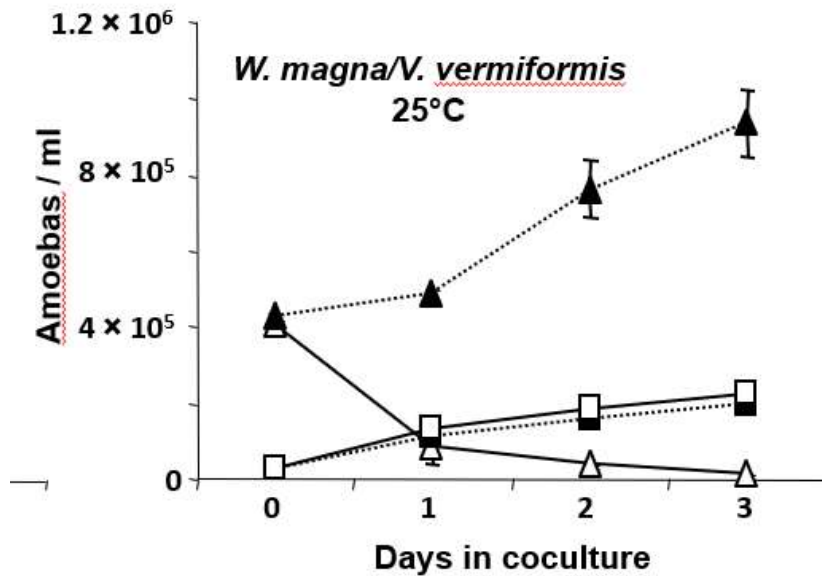 1.2 × 10⁶
W. magna/V. vermiformis
25°C
8 × 10⁵
Amoebas / ml
4 × 10⁵
0
0 1 2 3
Days in coculture